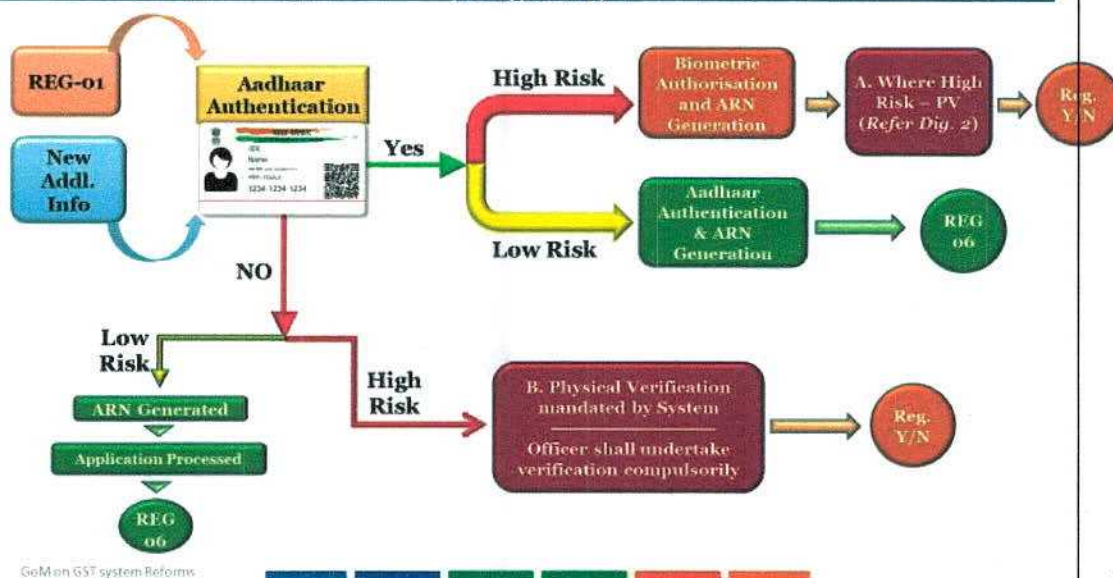 REG-01
Aadhaar
Authentication
1234 1234 1234
New
Addl.
Info
Yes
High Risk
Biometric
Authorisation
and ARN
Generation
A. Where High
Risk – PV
(Refer Dig. 2)
Reg.
Y/N
Low Risk
Aadhaar
Authentication
& ARN
Generation
REG
06
NO
Low
Risk
ARN Generated
Application Processed
REG
06
High
Risk
B. Physical Verification
mandated by System
Officer shall undertake
verification compulsorily
Reg.
Y/N
GoM on GST system Reforms